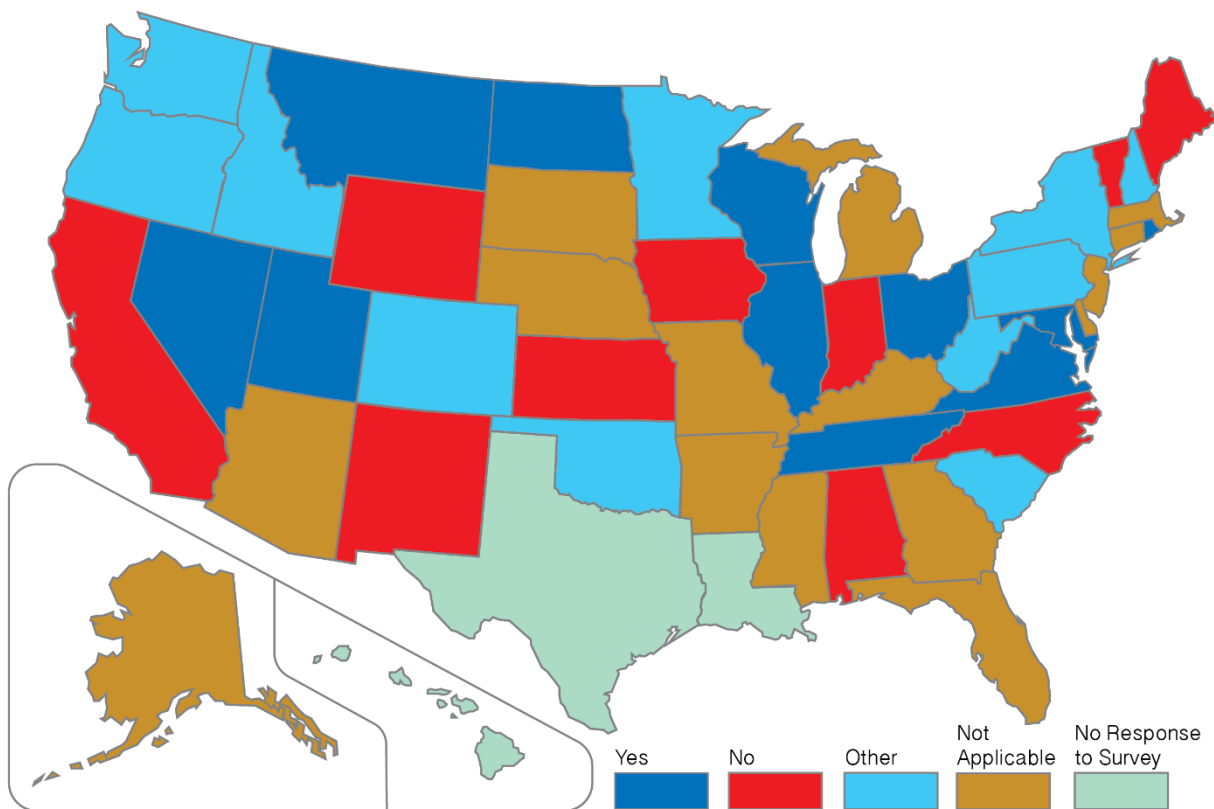 Yes
No
Other
Not
Applicable
No Response
to Survey